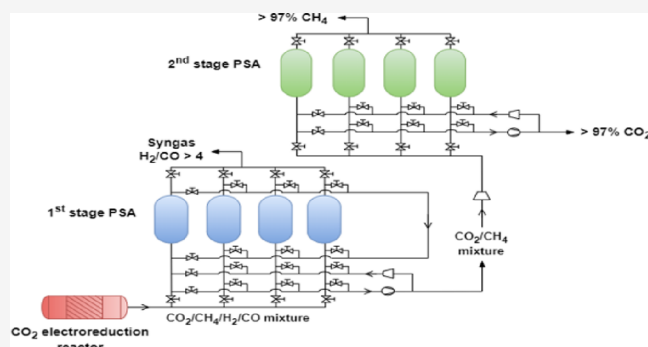 > 97% CH₄
2ⁿᵈ stage PSA
> 97% CO₂
Syngas
H₂/CO > 4
1ˢᵗ stage PSA
CO₂/CH₄
mixture
CO₂/CH₄/H₂/CO mixture
CO₂ electroreduction
reactor